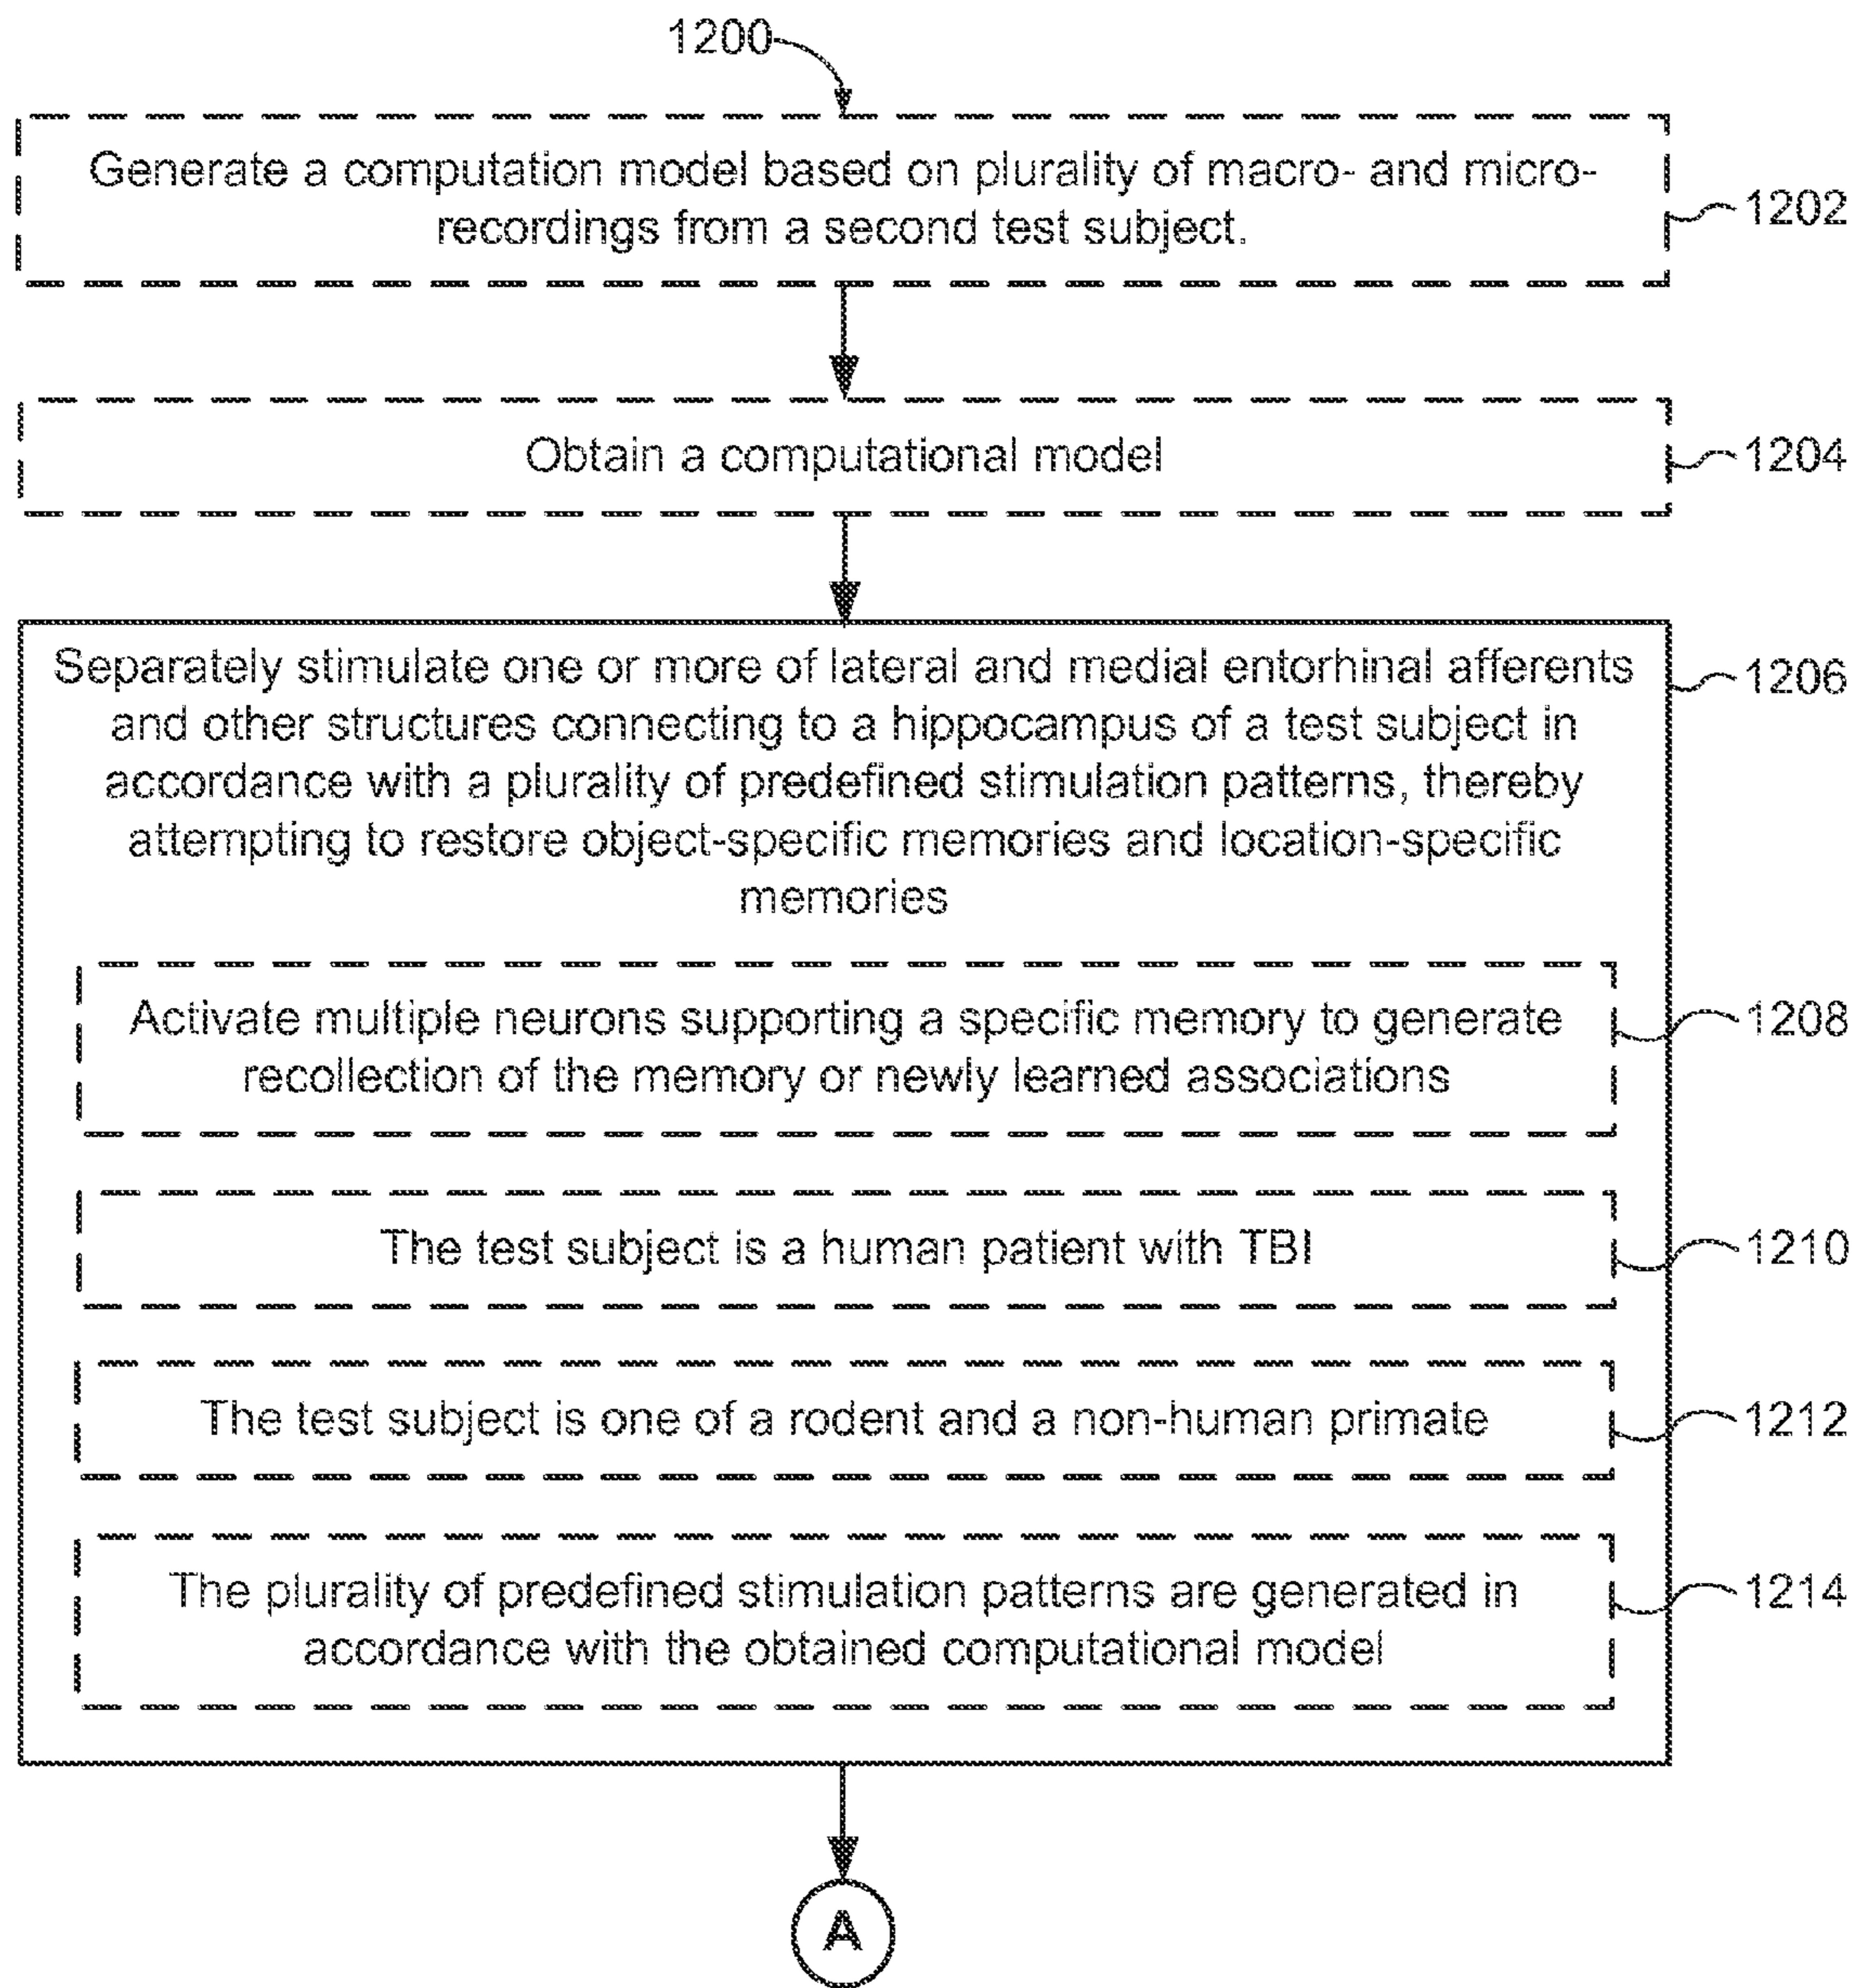 1200
Generate a computation model based on plurality of macro- and micro-
recordings from a second test subject.
1202
Obtain a computational model
1204
Separately stimulate one or more of lateral and medial entorhinal afferents
and other structures connecting to a hippocampus of a test subject in
accordance with a plurality of predefined stimulation patterns, thereby
attempting to restore object-specific memories and location-specific
memories
1206
Activate multiple neurons supporting a specific memory to generate
recollection of the memory or newly learned associations
1208
The test subject is a human patient with TBI
1210
The test subject is one of a rodent and a non-human primate
1212
The plurality of predefined stimulation patterns are generated in
accordance with the obtained computational model
1214
A